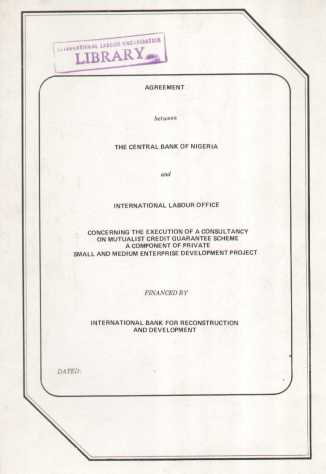 INTERNATIONAL LABOUR ORGANISATION
LIBRARY
AGREEMENT
between
THE CENTRAL BANK OF NIGERIA
and
INTERNATIONAL LABOUR OFFICE
CONCERNING THE EXECUTION OF A CONSULTANCY
ON MUTUALIST CREDIT GUARANTEE SCHEME
A COMPONENT OF PRIVATE
SMALL AND MEDIUM ENTERPRISE DEVELOPMENT PROJECT
FINANCED BY
INTERNATIONAL BANK FOR RECONSTRUCTION
AND DEVELOPMENT
DATED: